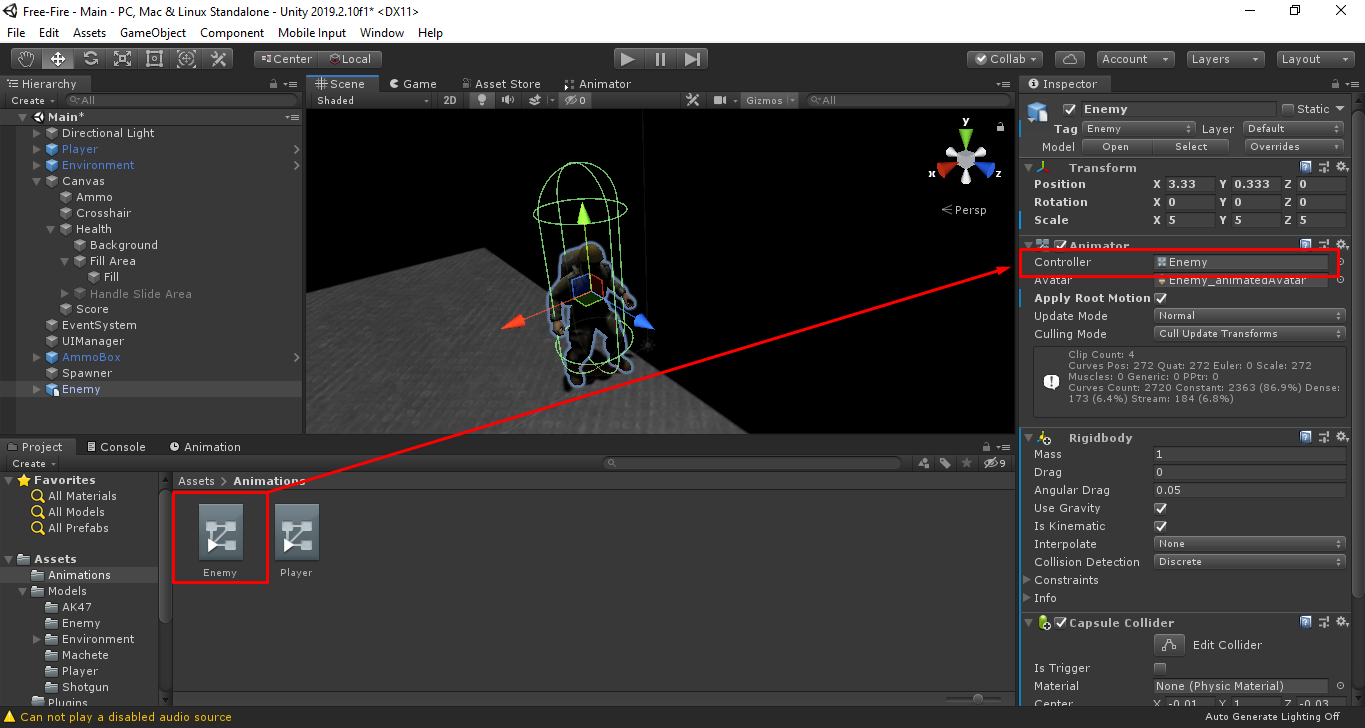 Free-Fire - Main - PC, Mac & Linux Standalone - Unity 2019.2.10f1* <DX11>
File Edit Assets GameObject Component Mobile Input Window Help
Center Local Collab Account Layers Layout
Hierarchy
Create All
Main*
Directional Light
Player
Environment
Canvas
Ammo
Crosshair
Health
Background
Fill Area
Fill
Handle Slide Area
Score
EventSystem
UIManager
AmmoBox
Spawner
Enemy
Scene Game Asset Store Animator
Shaded 2D 0 Gizmos All
y
x
z
Persp
Inspector
Enemy Static
Tag Enemy Layer Default
Model Open Select Overrides
Transform
Position X 3.33 Y 0.333 Z 0
Rotation X 0 Y 0 Z 0
Scale X 5 Y 5 Z 5
Animator
Controller Enemy
Avatar Enemy_animatedAvatar
Apply Root Motion
Update Mode Normal
Culling Mode Cull Update Transforms
Clip Count: 4
Curves Pos: 272 Quat: 272 Euler: 0 Scale: 272
Muscles: 0 Generic: 0 PPtr: 0
Curves Count: 2720 Constant: 2363 (86.9%) Dense:
173 (6.4%) Stream: 184 (6.8%)
Rigidbody
Mass 1
Drag 0
Angular Drag 0.05
Use Gravity
Is Kinematic
Interpolate None
Collision Detection Discrete
Constraints
Info
Capsule Collider
Edit Collider
Is Trigger
Material None (Physic Material)
Center X -0.01 Y 1 Z -0.03
Project Console Animation
Create 9
Favorites
All Materials
All Models
All Prefabs
Assets
Animations
Models
AK47
Enemy
Environment
Machete
Player
Shotgun
Plugins
Assets > Animations
Enemy
Player
Can not play a disabled audio source
Auto Generate Lighting Off